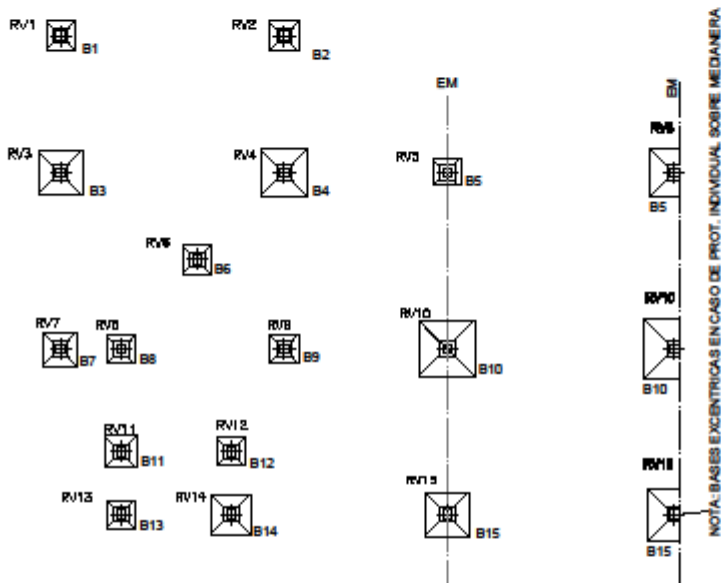 RV1
B1
RV2
B2
EM
EM
RV3
B3
RV4
B4
RV5
B5
B5
B6
RV7
B7
B8
B9
RV10
B10
RV10
B10
RV11
B11
RV12
B12
RV13
B13
RV14
B14
B15
B15
NOTA: BASES EXCENTRICAS EN CASO DE PROT. INDIVIDUAL SOBRE MEDIANERA